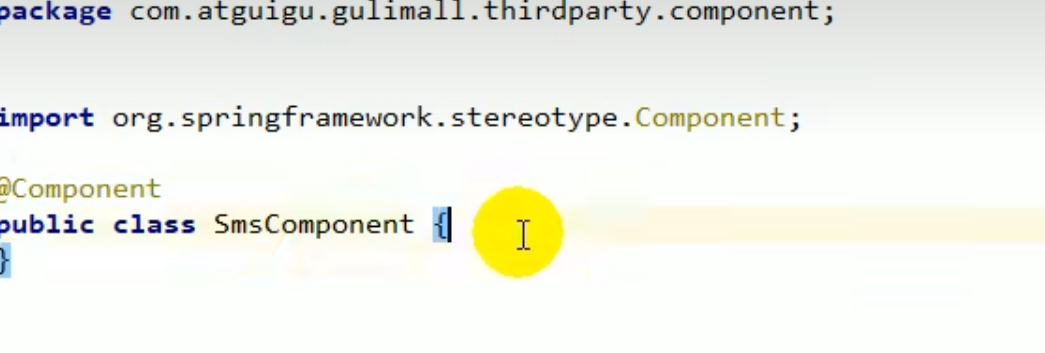 package com.atguigu.gulimall.thirdparty.component;
import org.springframework.stereotype.Component;
@Component
public class SmsComponent {
}